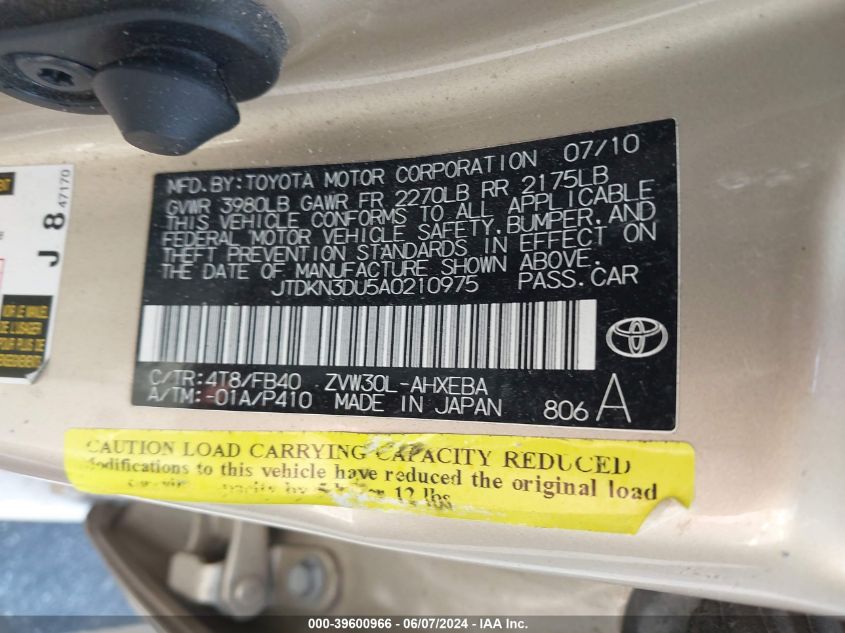 MFD. BY: TOYOTA MOTOR CORPORATION 07/10
GVWR 3980LB GAWR FR 2270LB RR 2175LB
THIS VEHICLE CONFORMS TO ALL APPLICABLE
FEDERAL MOTOR VEHICLE SAFETY, BUMPER, AND
THEFT PREVENTION STANDARDS IN EFFECT ON
THE DATE OF MANUFACTURE SHOWN ABOVE.
JTDKN3DU5A0210975 PASS. CAR
C/TR: 4T8/FB40 ZVW30L-AHXEBA
A/TM: -01A/P410 MADE IN JAPAN 806 A
J 8 47170
CAUTION LOAD CARRYING CAPACITY REDUCED
Modifications to this vehicle have reduced the original load
capacity by 12 lbs
000-39600966 - 06/07/2024 - IAA Inc.